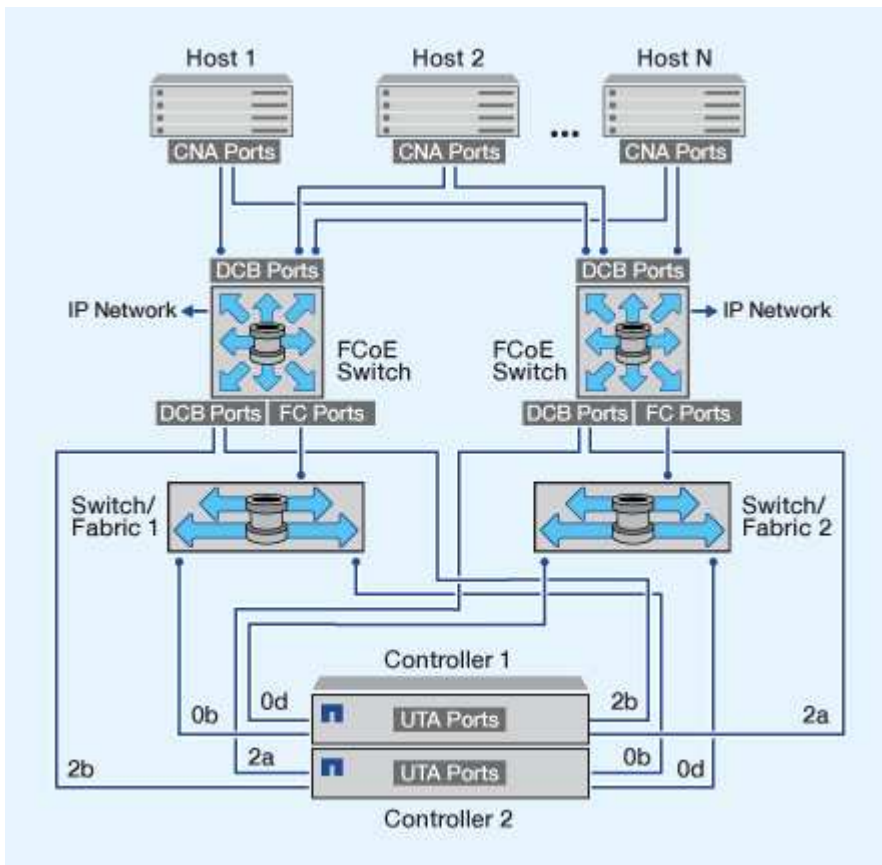 Host 1
Host 2
Host N
...
CNA Ports
CNA Ports
CNA Ports
DCB Ports
DCB Ports
IP Network
FCoE
Switch
FCoE
Switch
IP Network
DCB Ports
FC Ports
DCB Ports
FC Ports
Switch/
Fabric 1
Switch/
Fabric 2
Controller 1
0d
2b
0b
UTA Ports
2a
2b
2a
UTA Ports
0b
0d
Controller 2